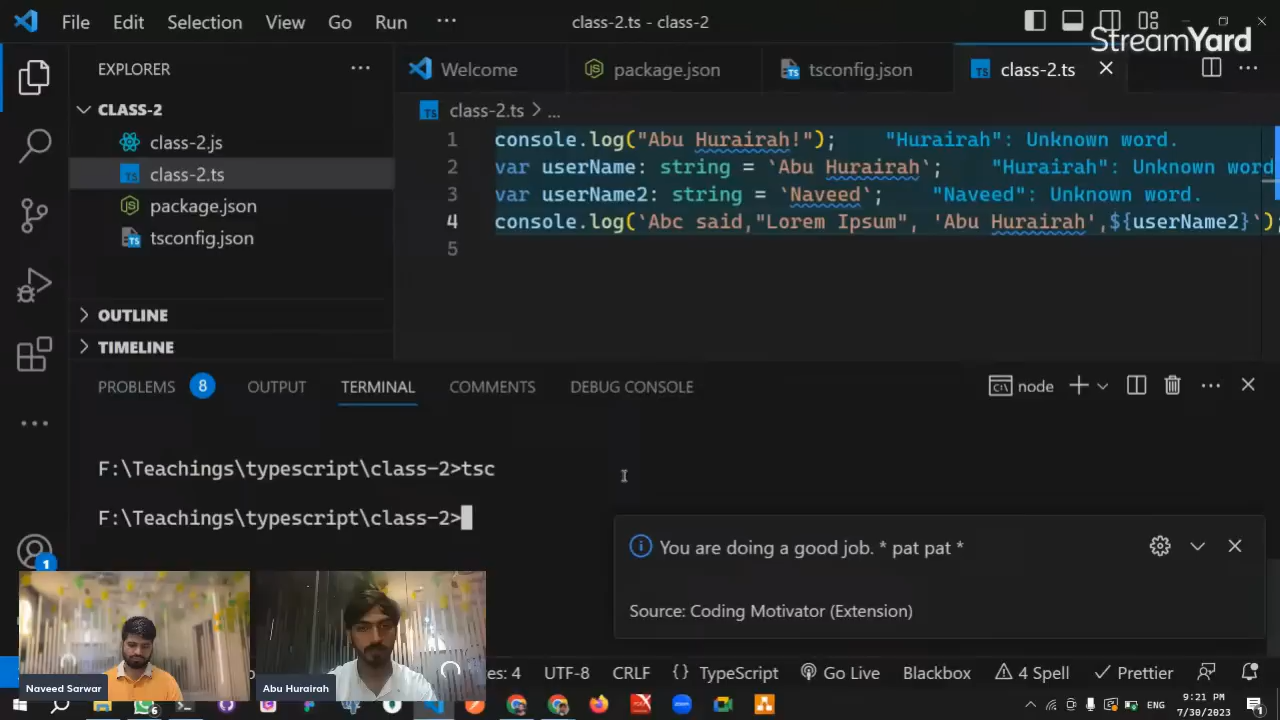 File Edit Selection View Go Run ··· class-2.ts - class-2
StreamYard
EXPLORER ···
Welcome package.json tsconfig.json class-2.ts ···
CLASS-2
class-2.ts > ...
class-2.js
class-2.ts
package.json
tsconfig.json
1 console.log("Abu Hurairah!"); "Hurairah": Unknown word.
2 var userName: string = `Abu Hurairah`; "Hurairah": Unknown word
3 var userName2: string = `Naveed`; "Naveed": Unknown word.
4 console.log(`Abc said,"Lorem Ipsum", 'Abu Hurairah',${userName2}`);
5
OUTLINE
TIMELINE
PROBLEMS 8 OUTPUT TERMINAL COMMENTS DEBUG CONSOLE node ···
F:\Teachings\typescript\class-2>tsc
F:\Teachings\typescript\class-2>
You are doing a good job. * pat pat *
Source: Coding Motivator (Extension)
1
Naveed Sarwar
Abu Hurairah
es: 4 UTF-8 CRLF {} TypeScript Go Live Blackbox 4 Spell Prettier
6 ENG 9:21 PM
7/30/2023